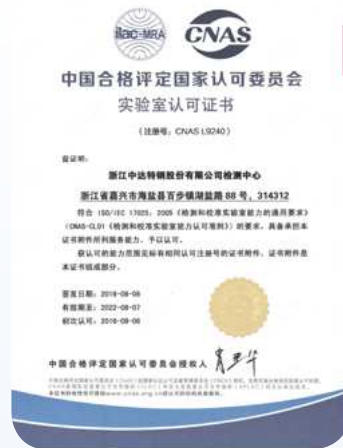 ilac-MRA
CNAS
中国合格评定国家认可委员会
实验室认可证书
（注册号：CNAS L9240）
兹证明：
浙江中达特钢股份有限公司检测中心
浙江省嘉兴市海盐县百步镇湖盐路 88 号，314312
符合 ISO/IEC 17025：2005《检测和校准实验室能力的通用要求》
（CNAS-CL01《检测和校准实验室能力认可准则》）的要求，具备承担本
证书附件所列服务能力，予以认可。
获认可的能力范围见标有相同认可注册号的证书附件，证书附件是
本证书组成部分。
签发日期：2016-08-08
有效期至：2022-08-07
初次认可：2016-08-08
中国合格评定国家认可委员会授权人